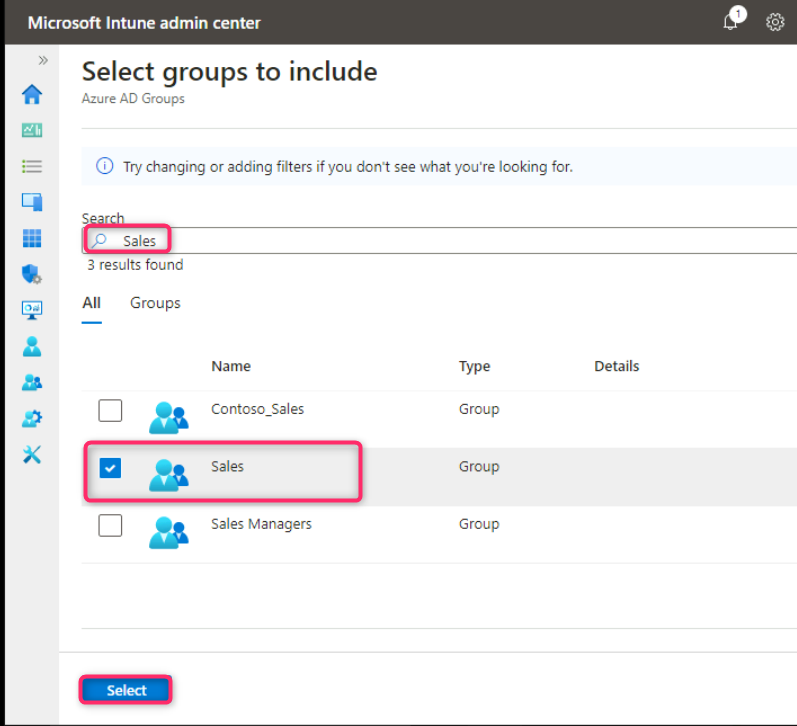 Microsoft Intune admin center
1
Select groups to include
Azure AD Groups
Try changing or adding filters if you don't see what you're looking for.
Search
Sales
3 results found
All Groups
Name Type Details
Contoso_Sales Group
Sales Group
Sales Managers Group
Select